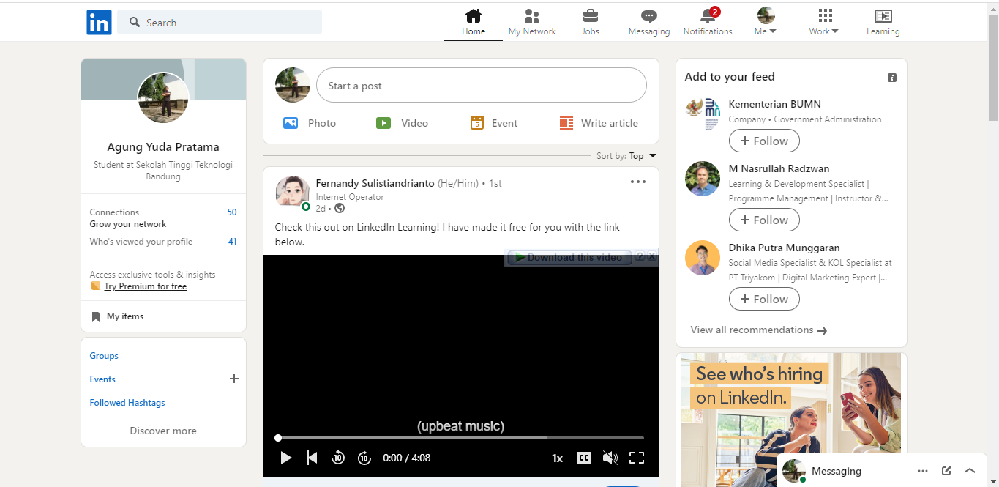 in
Search
Home
My Network
Jobs
Messaging
2
Notifications
Me
Work
Learning
Agung Yuda Pratama
Student at Sekolah Tinggi Teknologi
Bandung
Connections 50
Grow your network
Who's viewed your profile 41
Access exclusive tools & insights
Try Premium for free
My items
Groups
Events
Followed Hashtags
Discover more
Start a post
Photo
Video
5
Event
Write article
Sort by: Top
Fernandy Sulistiandrianto (He/Him) • 1st
Internet Operator
2d •
Check this out on LinkedIn Learning! I have made it free for you with the link
below.
Download this video ? X
(upbeat music)
10
10
0:00 / 4:08
1x
CC
Add to your feed
Kementerian BUMN
Company • Government Administration
+ Follow
M Nasrullah Radzwan
Learning & Development Specialist |
Programme Management | Instructor &...
+ Follow
Dhika Putra Munggaran
Social Media Specialist & KOL Specialist at
PT Triyakom | Digital Marketing Expert |...
+ Follow
View all recommendations →
See who's hiring
on LinkedIn.
Messaging